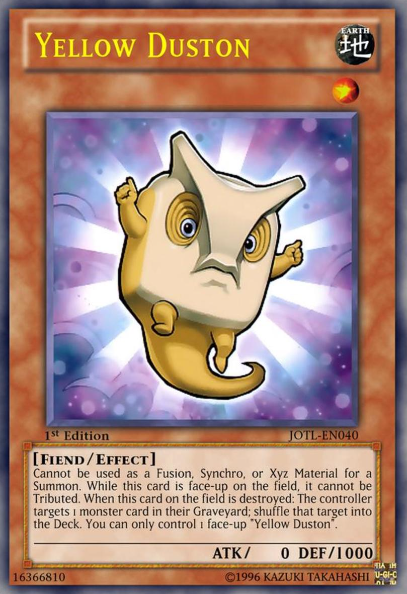 YELLOW DUSTON
EARTH
地
1st Edition
JOTL-EN040
[FIEND/EFFECT]
Cannot be used as a Fusion, Synchro, or Xyz Material for a
Summon. While this card is face-up on the field, it cannot be
Tributed. When this card on the field is destroyed: The controller
targets 1 monster card in their Graveyard; shuffle that target into
the Deck. You can only control 1 face-up "Yellow Duston".
ATK/ 0 DEF/1000
16366810
©1996 KAZUKI TAKAHASHI